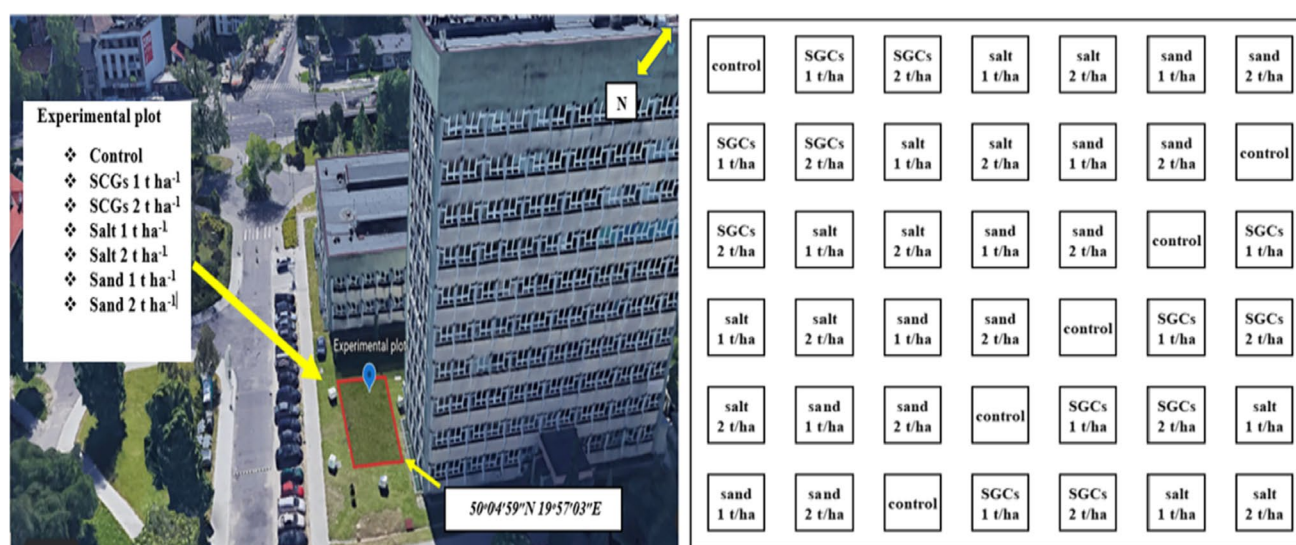 Experimental plot
❖ Control
❖ SCGs 1 t ha⁻¹
❖ SCGs 2 t ha⁻¹
❖ Salt 1 t ha⁻¹
❖ Salt 2 t ha⁻¹
❖ Sand 1 t ha⁻¹
❖ Sand 2 t ha⁻¹
N
Experimental plot
50°04'59"N 19°57'03"E
control SGCs SGCs salt salt sand sand
1 t/ha 2 t/ha 1 t/ha 2 t/ha 1 t/ha 2 t/ha
SGCs SGCs salt salt sand sand control
1 t/ha 2 t/ha 1 t/ha 2 t/ha 1 t/ha 2 t/ha
SGCs salt salt sand sand control SGCs
2 t/ha 1 t/ha 2 t/ha 1 t/ha 2 t/ha 1 t/ha
salt salt sand sand control SGCs SGCs
1 t/ha 2 t/ha 1 t/ha 2 t/ha 1 t/ha 2 t/ha
salt sand sand control SGCs SGCs salt
2 t/ha 1 t/ha 2 t/ha 1 t/ha 2 t/ha 1 t/ha
sand sand control SGCs SGCs salt salt
1 t/ha 2 t/ha 1 t/ha 2 t/ha 1 t/ha 2 t/ha